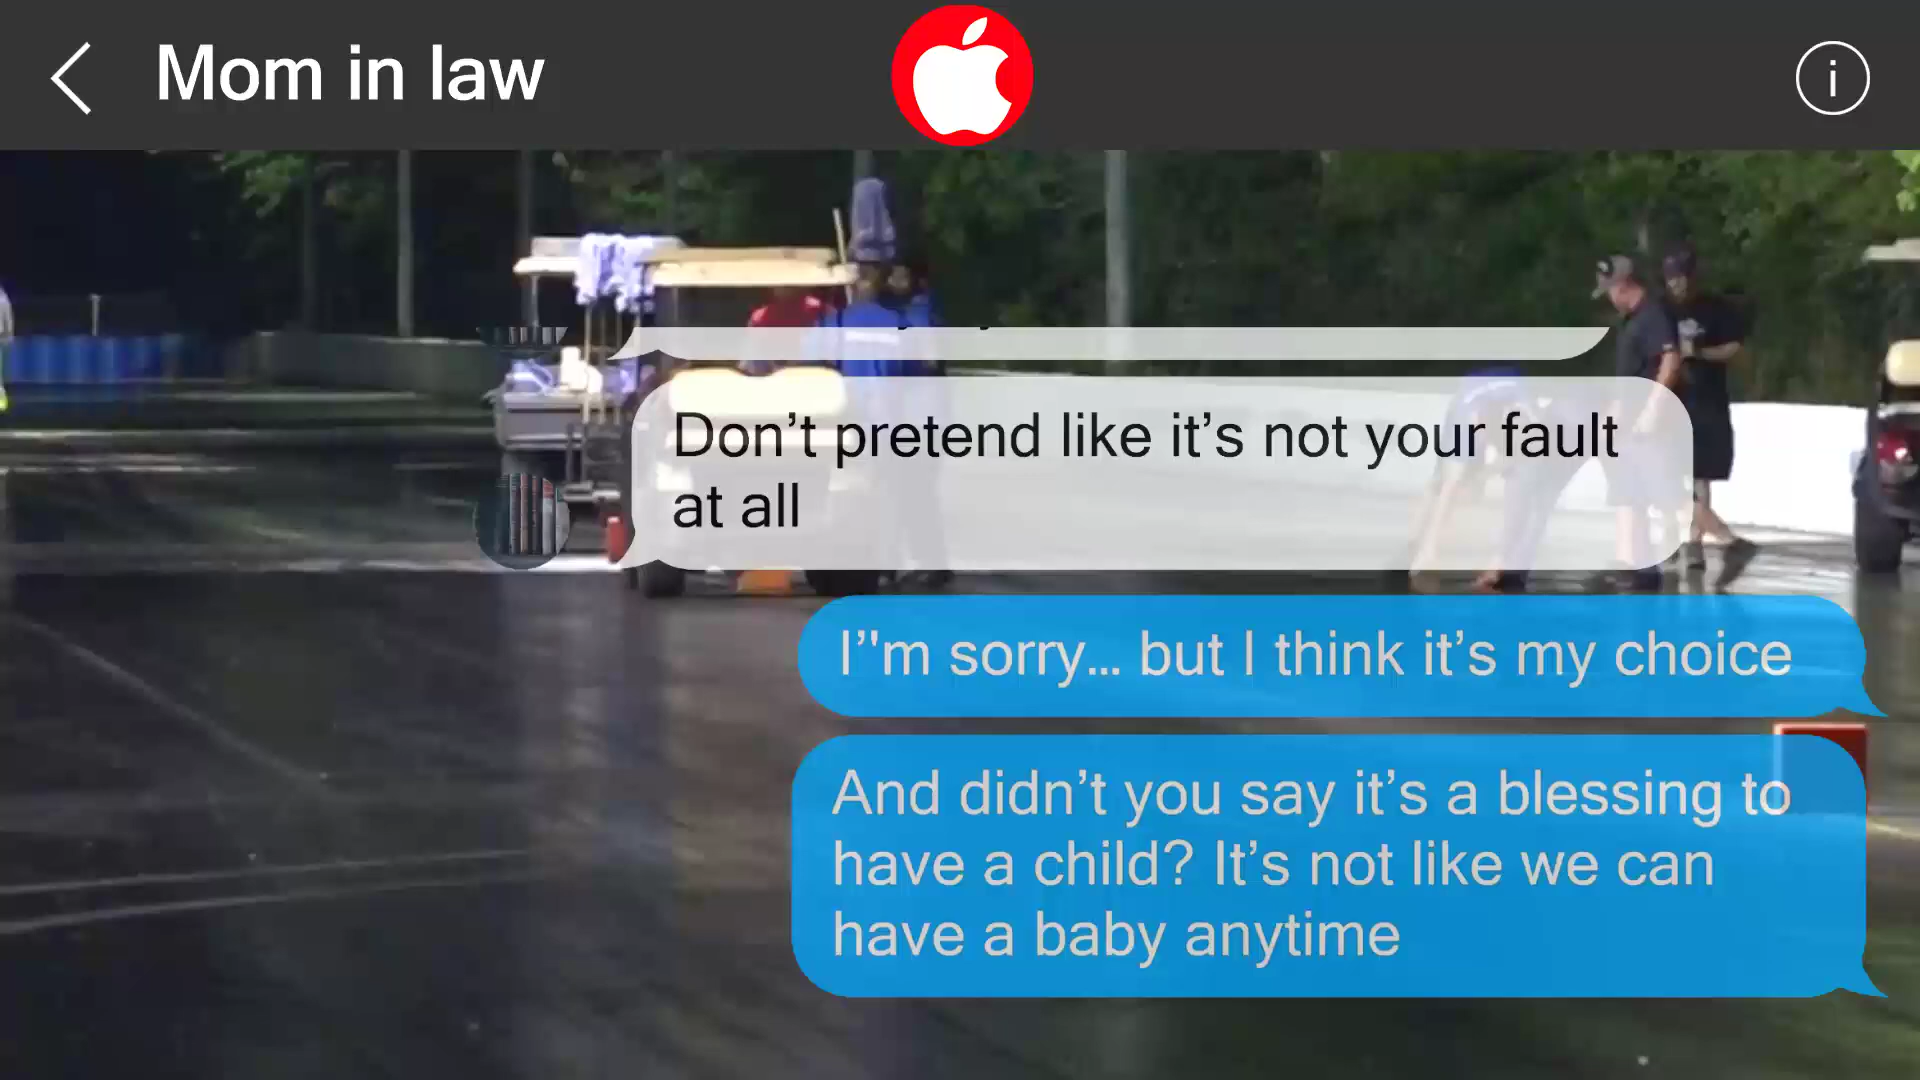 Mom in law
i
Don’t pretend like it’s not your fault
at all
I'’m sorry... but I think it’s my choice
And didn’t you say it’s a blessing to
have a child? It’s not like we can
have a baby anytime